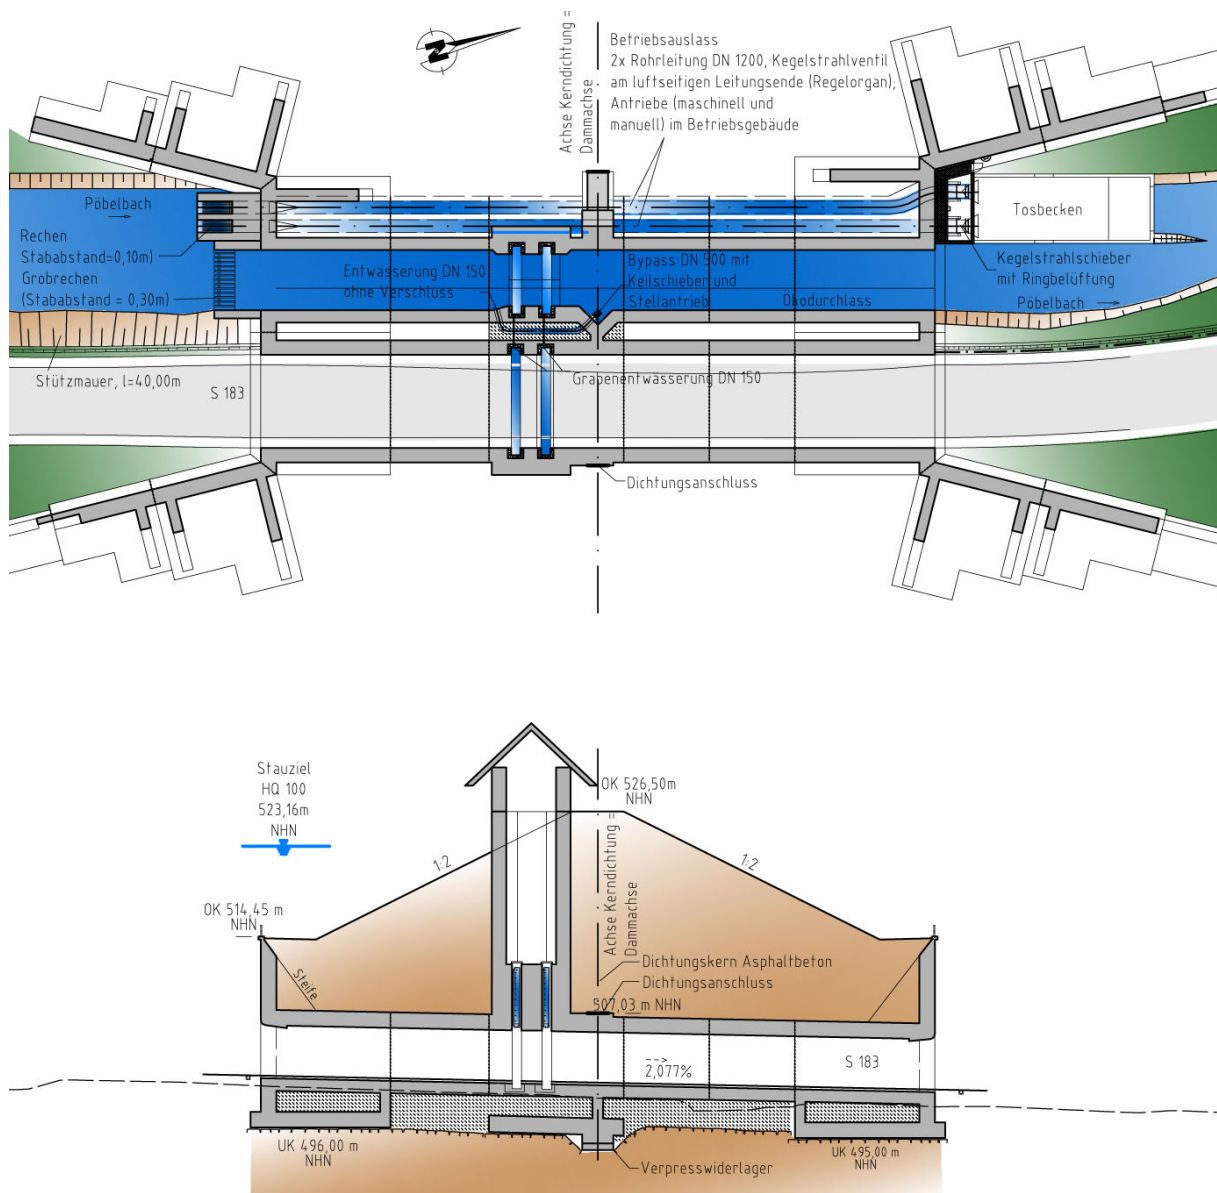 Achse Kerndichtung =
Dammachse
Betriebsauslass
2x Rohrleitung DN 1200, Kegelstrahlventil
am luftseitigen Leitungsende (Regelorgan),
Antriebe (maschinell und
manuell) im Betriebsgebäude
N
Pöbelbach
Rechen
Stababstand=0,10m)
Grobrechen
(Stababstand = 0,30m)
Entwässerung DN 150
ohne Verschluss
Bypass DN 500 mit
Keilschieber und
Stellantrieb
Ökodurchlass
Tosbecken
Kegelstrahlschieber
mit Ringbelüftung
Pöbelbach
Stützmauer, l=40,00m
S 183
Grabenentwässerung DN 150
Dichtungsanschluss
Stauziel
HQ 100
523,16m
NHN
OK 526,50m
NHN
1:2
1:2
OK 514,45 m
NHN
Achse Kerndichtung =
Dammachse
Steife
Dichtungskern Asphaltbeton
Dichtungsanschluss
507,03 m NHN
-->
2,077%
S 183
UK 496,00 m
NHN
UK 495,00 m
NHN
Verpresswiderlager